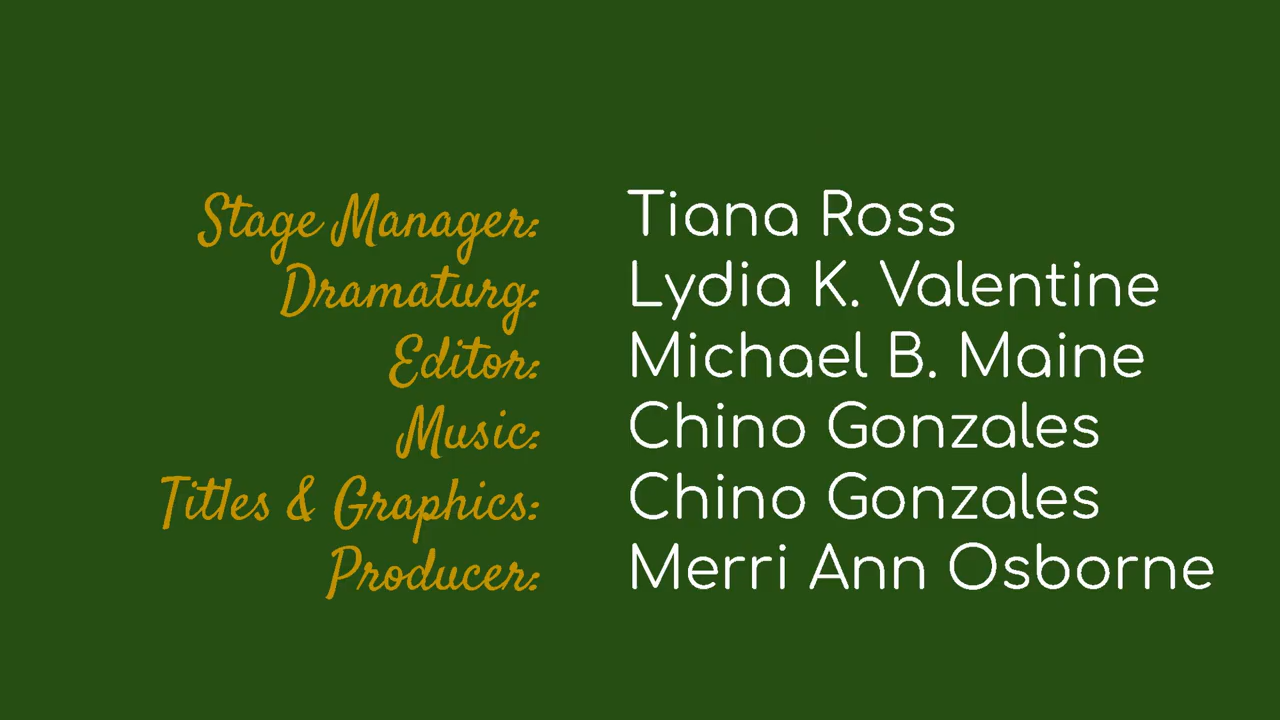 Stage Manager: Tiana Ross
Dramaturg: Lydia K. Valentine
Editor: Michael B. Maine
Music: Chino Gonzales
Titles & Graphics: Chino Gonzales
Producer: Merri Ann Osborne